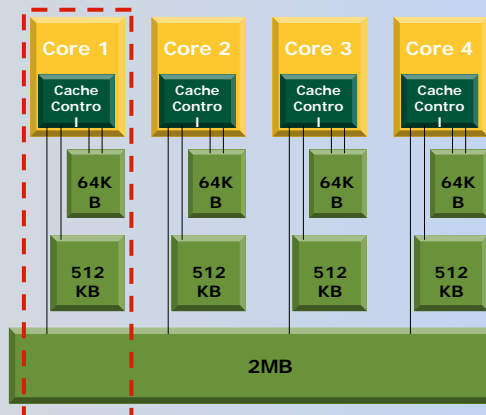 Core 1
Core 2
Core 3
Core 4
Cache
Contro
l
Cache
Contro
l
Cache
Contro
l
Cache
Contro
l
64K
B
64K
B
64K
B
64K
B
512
KB
512
KB
512
KB
512
KB
2MB